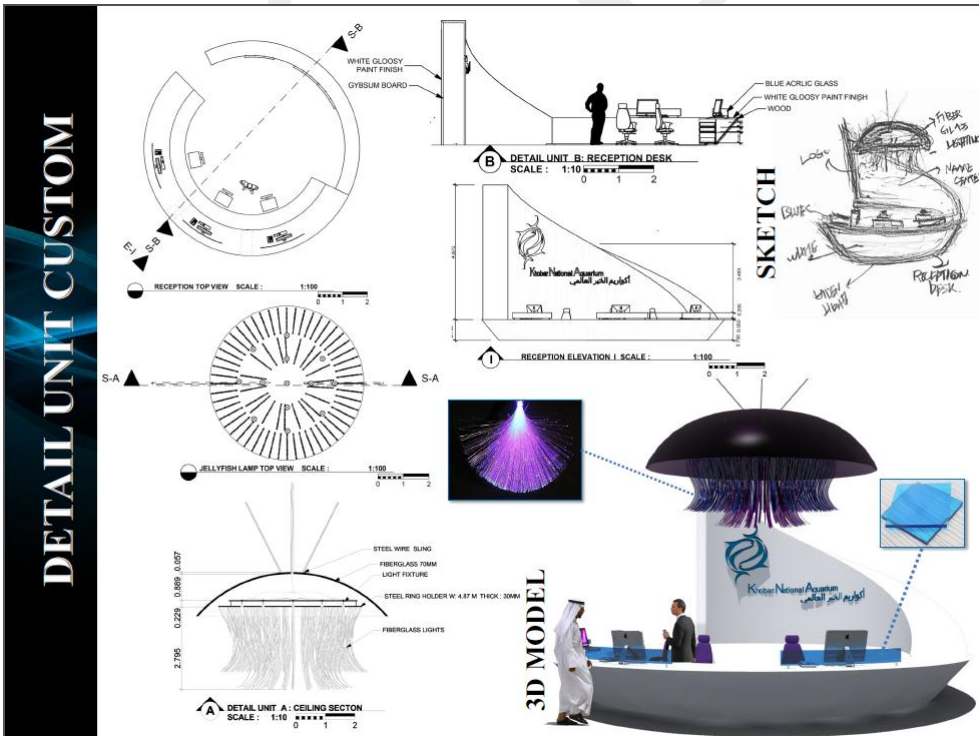 DETAIL UNIT CUSTOM
S-B
WHITE GLOOSY
PAINT FINISH
GYBSUM BOARD
BLUE ACRLIC GLASS
WHITE GLOOSY PAINT FINISH
WOOD
B
DETAIL UNIT B: RECEPTION DESK
SCALE : 1:10
0 1 2
E-I
S-B
RECEPTION TOP VIEW SCALE : 1:100
0 1 2
Khobar National Aquarium
أكواريم الخبر العالمي
I
RECEPTION ELEVATION I SCALE : 1:100
0 1 2
SKETCH
FIBER
LIGHTING
LOGO
NAME
CENTER
BLUE
RECEPTION
DESK.
S-A
S-A
JELLYFISH LAMP TOP VIEW SCALE : 1:100
0 1 2
STEEL WIRE SLING
FIBERGLASS 70MM
LIGHT FIXTURE
STEEL RING HOLDER W: 4.87 M THICK : 30MM
FIBERGLASS LIGHTS
0.057
0.889
0.229
2.795
A
DETAIL UNIT A : CEILING SECTON
SCALE : 1:10
0 1 2
3D MODEL
Khobar National Aquarium
أكواريم الخبر العالمي